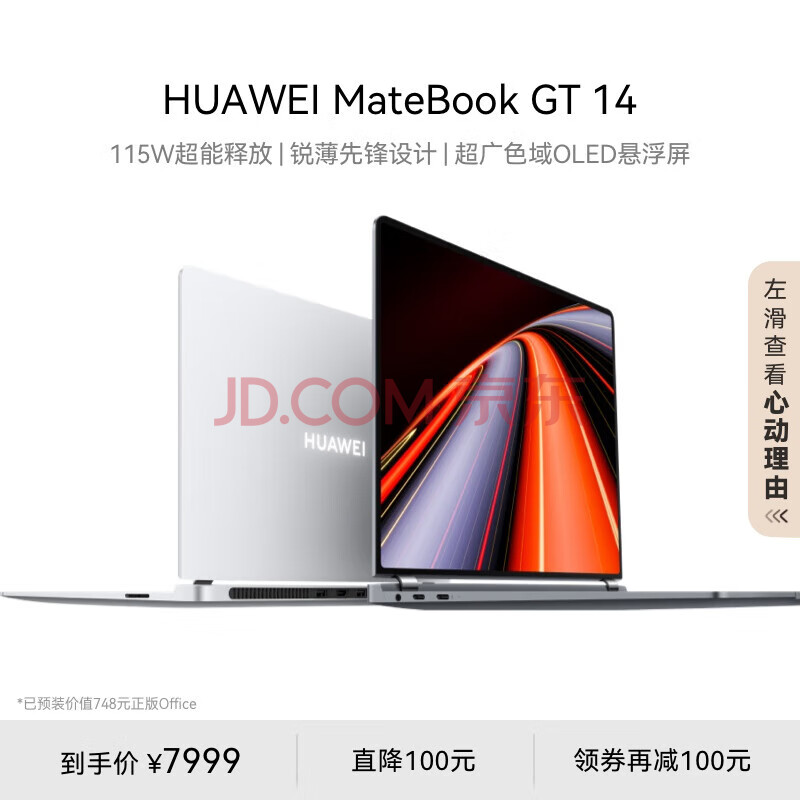 HUAWEI MateBook GT 14
115W超能释放 | 锐薄先锋设计 | 超广色域OLED悬浮屏
左滑查看心动理由
JD.COM 京东
HUAWEI
*已预装价值748元正版Office
到手价 ¥7999
直降100元
领券再减100元